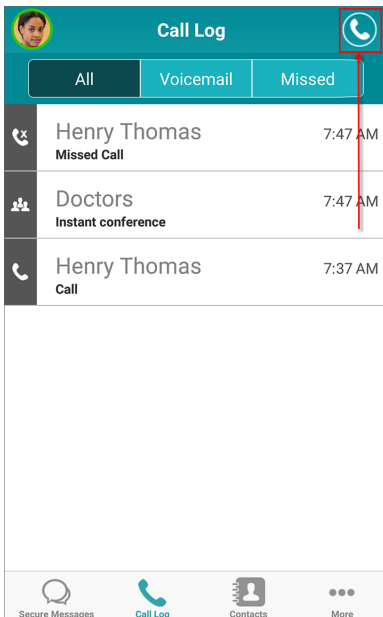 Call Log
All Voicemail Missed
Henry Thomas 7:47 AM
Missed Call
Doctors 7:47 AM
Instant conference
Henry Thomas 7:37 AM
Call
Secure Messages Call Log Contacts More